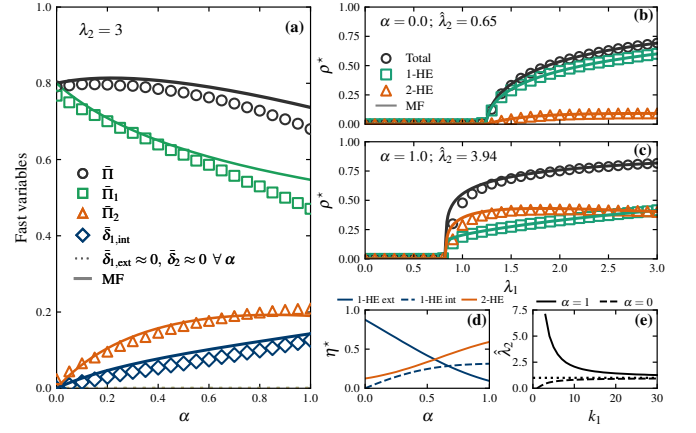 λ₂ = 3
(a)
Fast variables
1.0
0.8
0.6
0.4
0.2
0.0
Π̄
Π̄₁
Π̄₂
δ̄₁,int
δ̄₁,ext ≈ 0, δ̄₂ ≈ 0 ∀ α
MF
0.0 0.2 0.4 0.6 0.8 1.0
α
α = 0.0; λ̂₂ = 0.65
(b)
ρ*
1.00
0.75
0.50
0.25
0.00
Total
1-HE
2-HE
MF
α = 1.0; λ̂₂ = 3.94
(c)
ρ*
1.00
0.75
0.50
0.25
0.00
0.0 0.5 1.0 1.5 2.0 2.5 3.0
λ₁
1-HE ext 1-HE int 2-HE
(d)
η*
1.0
0.5
0.0
0.0 0.5 1.0
α
α = 1 α = 0
(e)
λ̂₂
7
5
2
0
0 10 20 30
k₁